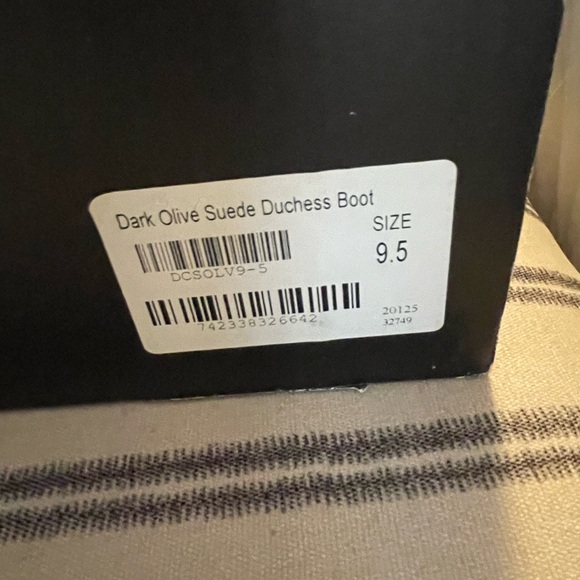 Dark Olive Suede Duchess Boot
SIZE
9.5
DCSOLV9-5
742338326642
20125
32749